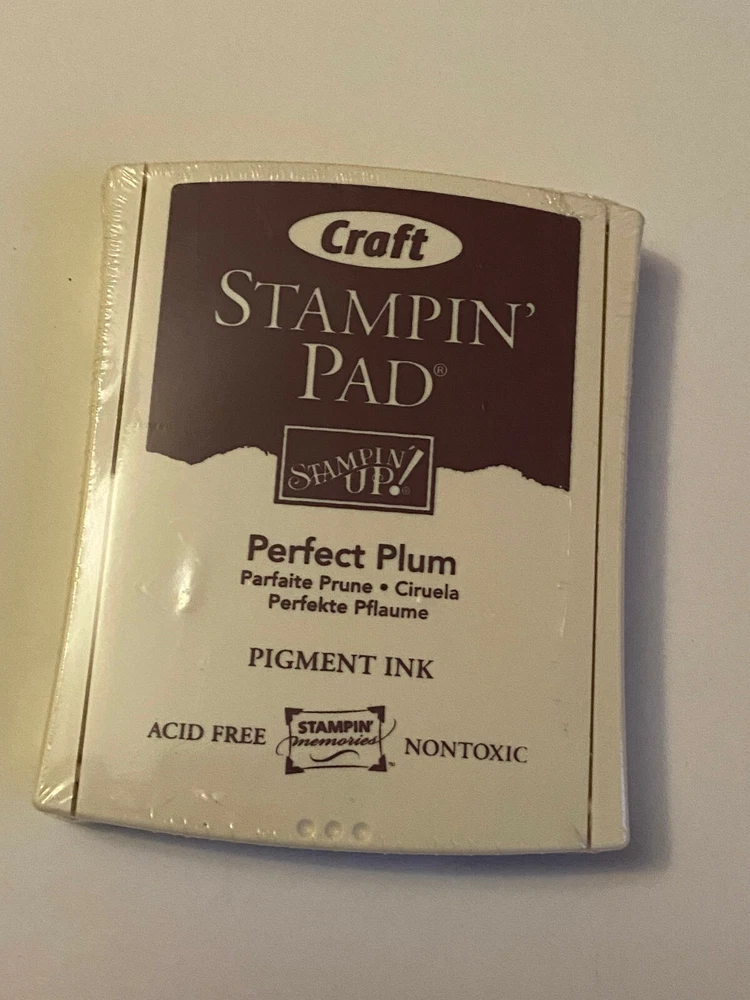 Craft
STAMPIN'
PAD®
STAMPIN'
UP!®
Perfect Plum
Parfaite Prune • Ciruela
Perfekte Pflaume
PIGMENT INK
ACID FREE
STAMPIN'
memories
™
NONTOXIC